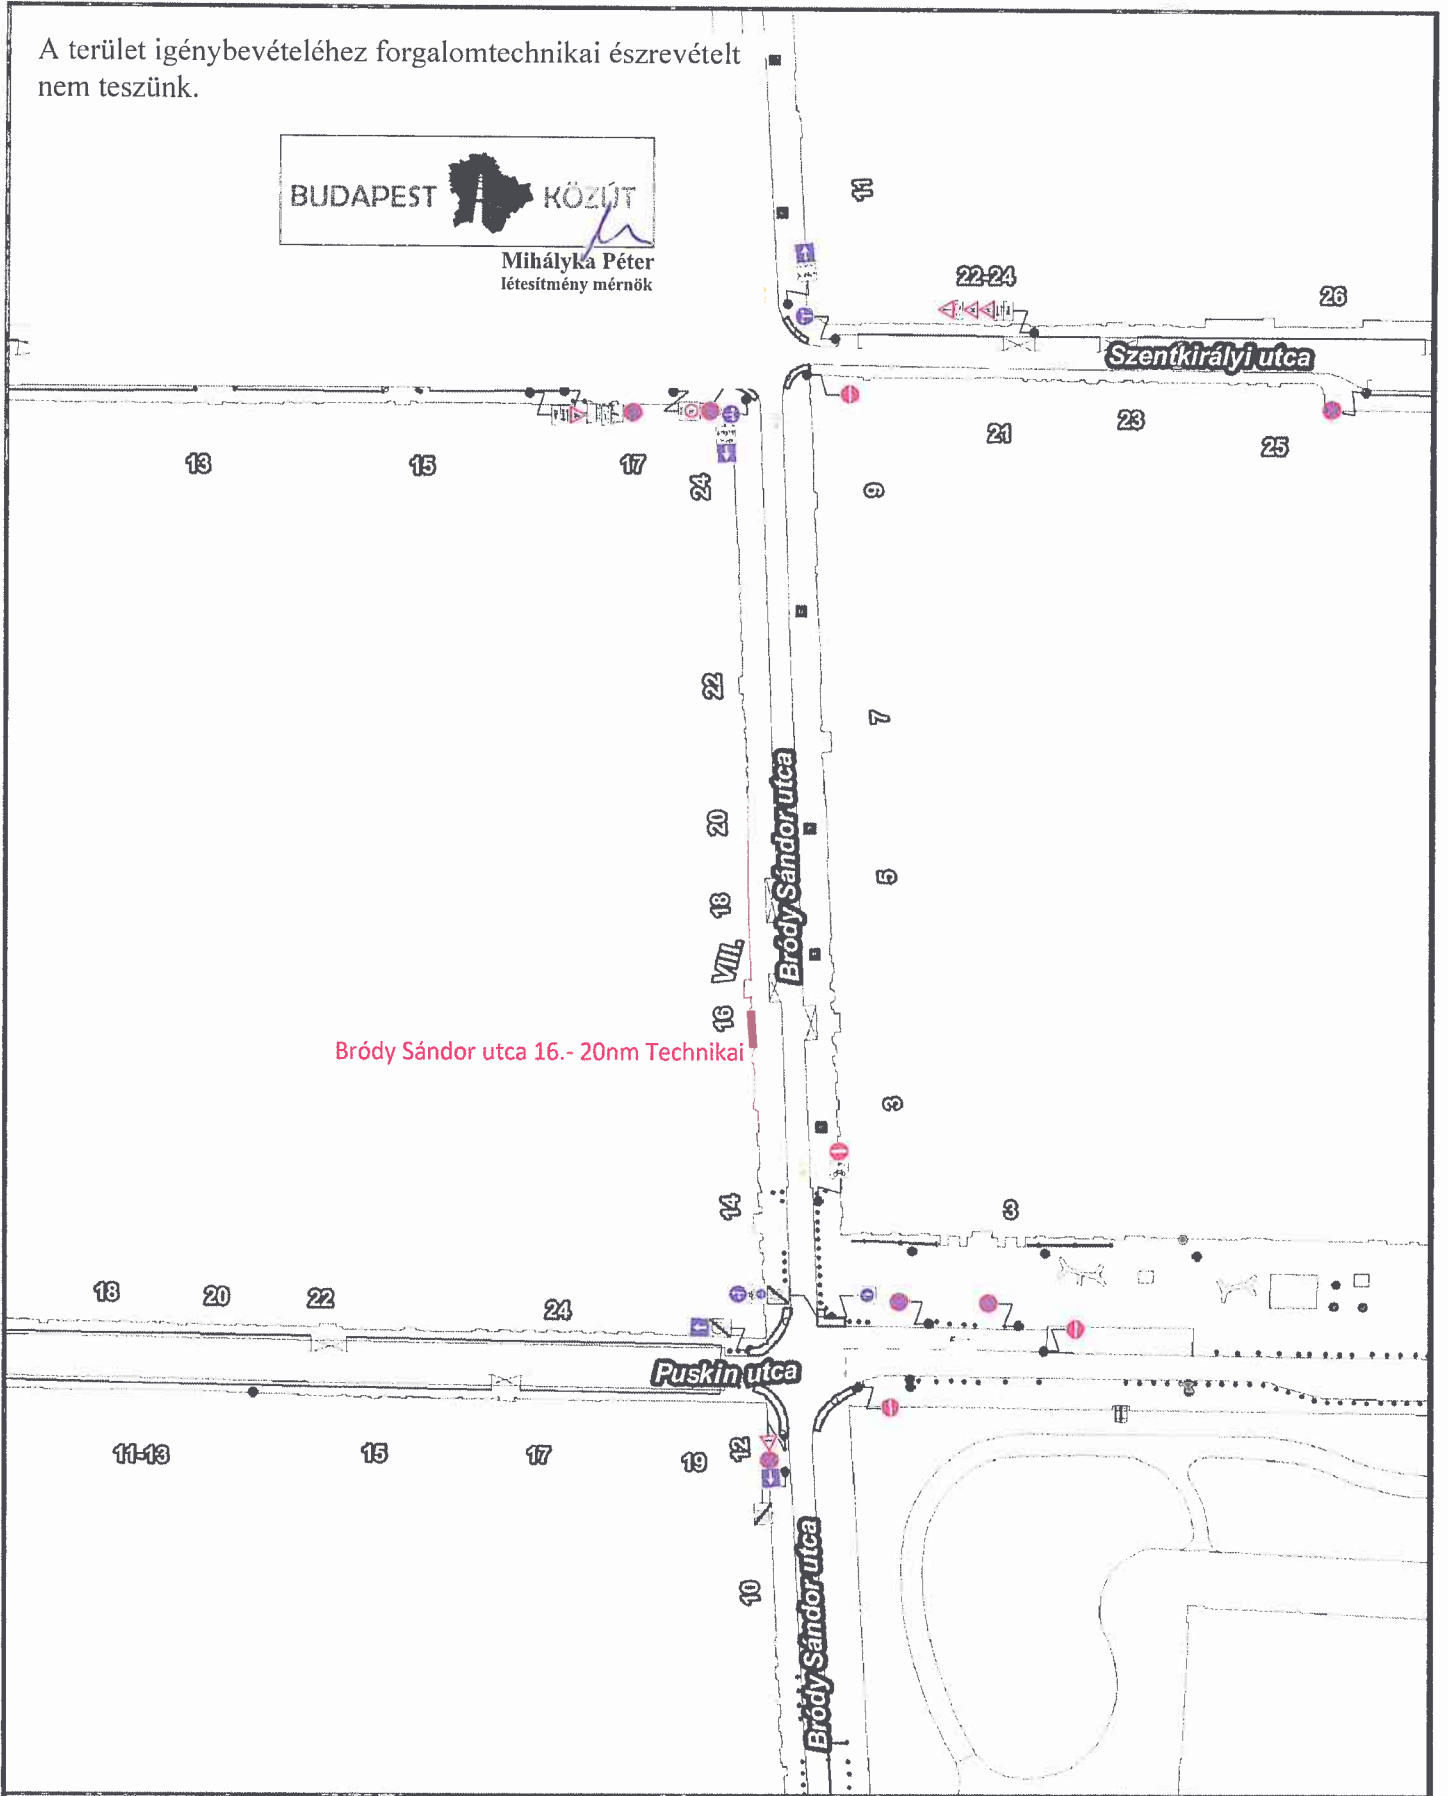 A terület igénybevételéhez forgalomtechnikai észrevételt
nem teszünk.
BUDAPEST KÖZÚT
Mihályka Péter
létesítmény mérnök
11
22-24
26
Szentkirályi utca
13
15
17
24
9
21
23
25
22
7
20
Bródy Sándor utca
5
18
VIII.
16
Bródy Sándor utca 16.- 20nm Technikai
3
14
3
18
20
22
24
Puskin utca
11-13
15
17
19
12
10
Bródy Sándor utca